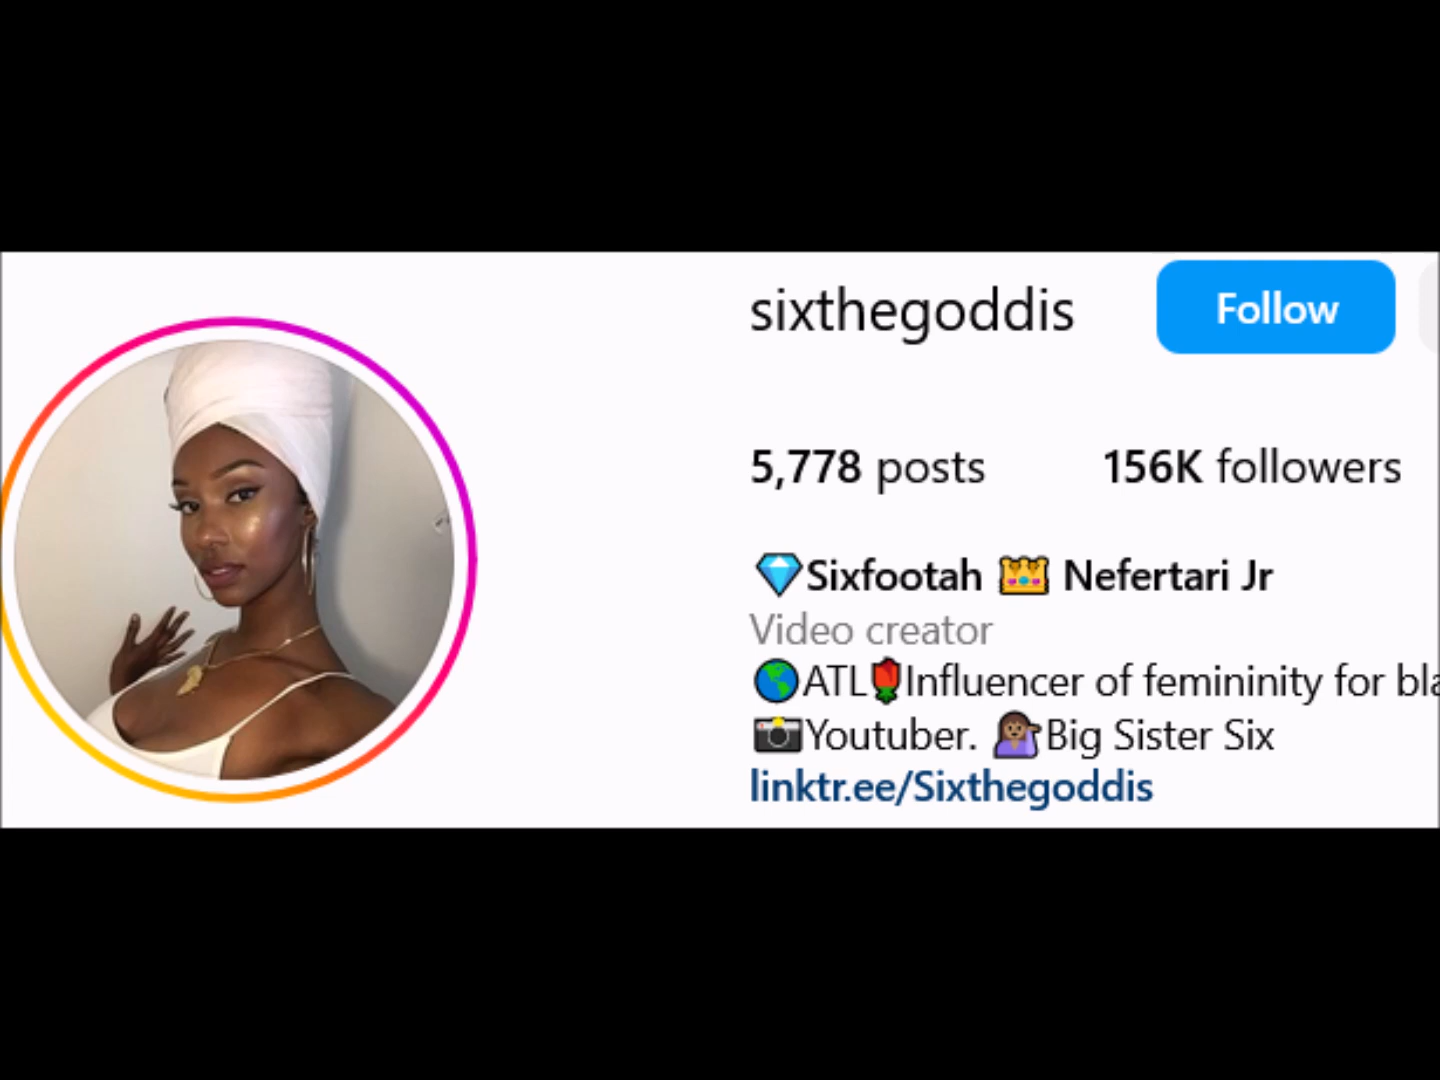 sixthegoddis Follow
5,778 posts 156K followers
💎Sixfootah 👑 Nefertari Jr
Video creator
🌎ATL🌹Influencer of femininity for bla
📸Youtuber. 💁🏽‍♀️Big Sister Six
linktr.ee/Sixthegoddis